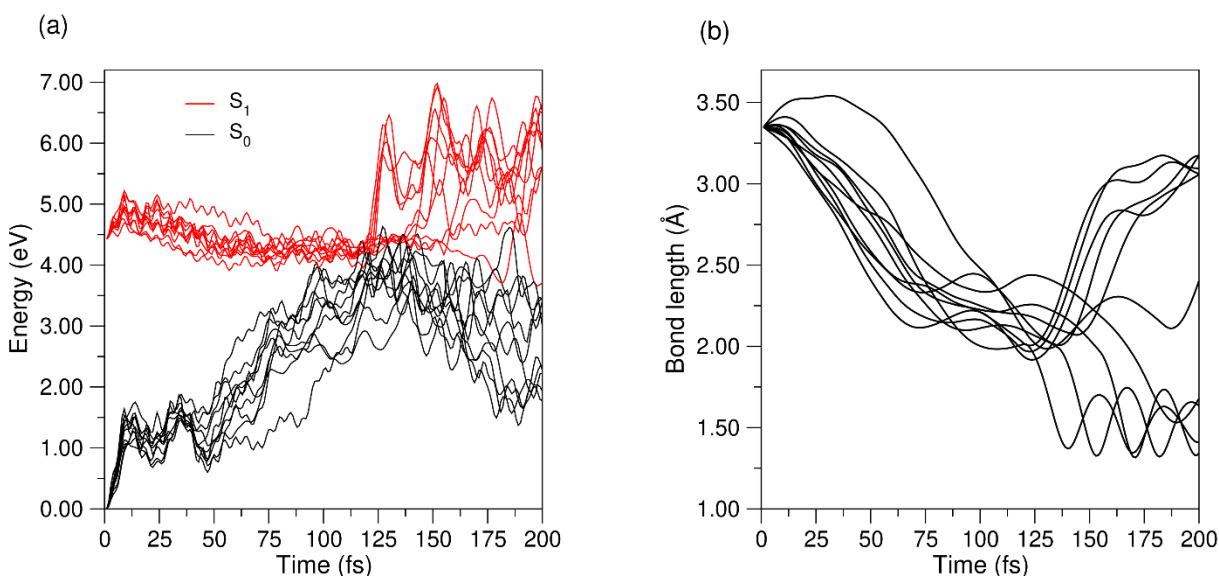 (a)
7.00
6.00
5.00
4.00
3.00
2.00
1.00
0.00
Energy (eV)
S₁
S₀
0 25 50 75 100 125 150 175 200
Time (fs)
(b)
3.50
3.00
2.50
2.00
1.50
1.00
Bond length (Å)
0 25 50 75 100 125 150 175 200
Time (fs)